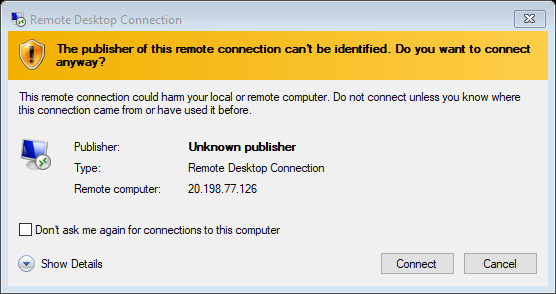 Remote Desktop Connection
The publisher of this remote connection can't be identified. Do you want to connect
anyway?
This remote connection could harm your local or remote computer. Do not connect unless you know where
this connection came from or have used it before.
Publisher: Unknown publisher
Type: Remote Desktop Connection
Remote computer: 20.198.77.126
Don't ask me again for connections to this computer
Show Details Connect Cancel